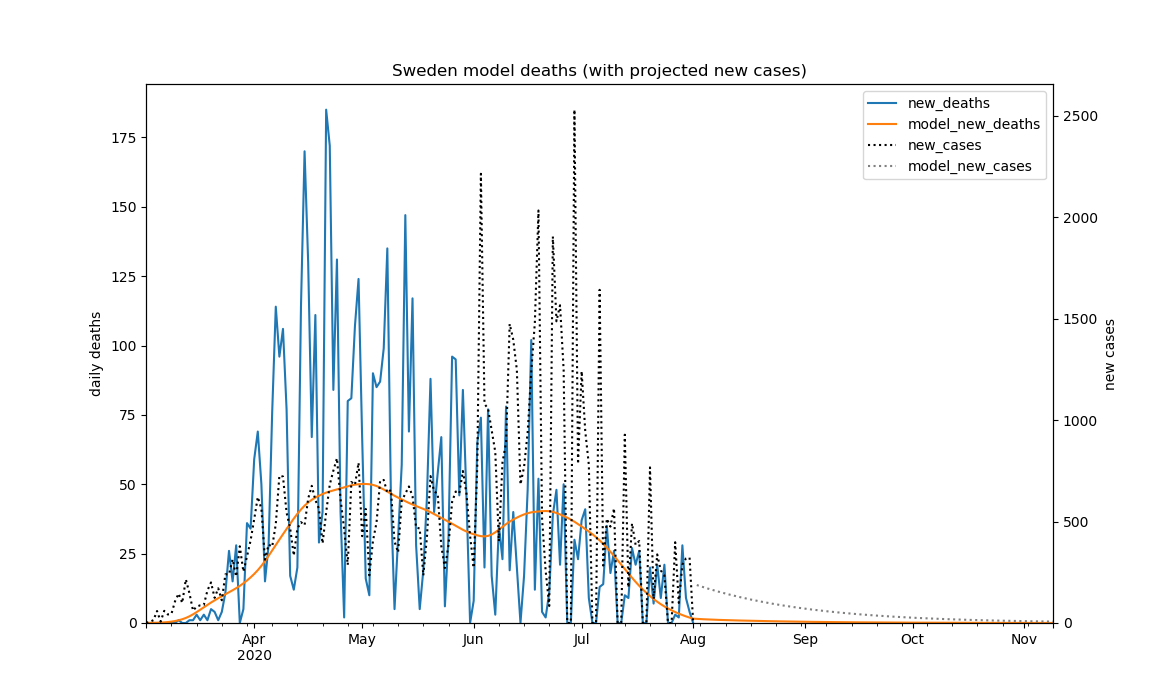 Sweden model deaths (with projected new cases)
new_deaths
model_new_deaths
new_cases
model_new_cases
daily deaths
175
150
125
100
75
50
25
0
2500
2000
1500
1000
500
0
new cases
Apr
2020
May
Jun
Jul
Aug
Sep
Oct
Nov